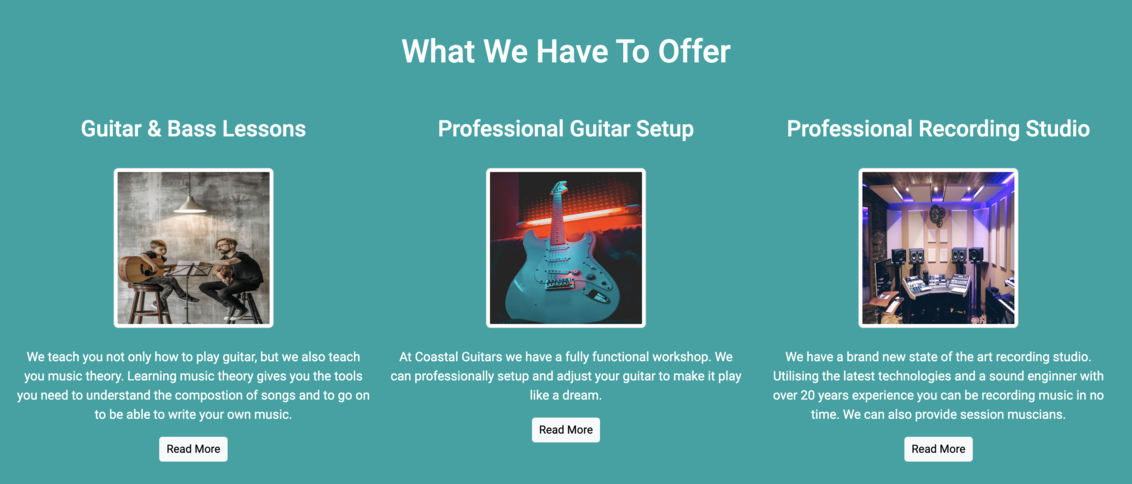 What We Have To Offer
Guitar & Bass Lessons
We teach you not only how to play guitar, but we also teach
you music theory. Learning music theory gives you the tools
you need to understand the compostion of songs and to go on
to be able to write your own music.
Read More
Professional Guitar Setup
At Coastal Guitars we have a fully functional workshop. We
can professionally setup and adjust your guitar to make it play
like a dream.
Read More
Professional Recording Studio
We have a brand new state of the art recording studio.
Utilising the latest technologies and a sound enginner with
over 20 years experience you can be recording music in no
time. We can also provide session muscians.
Read More